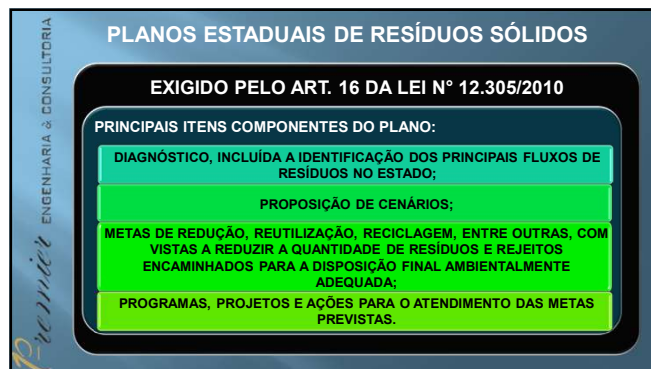 PLANOS ESTADUAIS DE RESÍDUOS SÓLIDOS
EXIGIDO PELO ART. 16 DA LEI N° 12.305/2010
PRINCIPAIS ITENS COMPONENTES DO PLANO:
DIAGNÓSTICO, INCLUÍDA A IDENTIFICAÇÃO DOS PRINCIPAIS FLUXOS DE
RESÍDUOS NO ESTADO;
PROPOSIÇÃO DE CENÁRIOS;
METAS DE REDUÇÃO, REUTILIZAÇÃO, RECICLAGEM, ENTRE OUTRAS, COM
VISTAS A REDUZIR A QUANTIDADE DE RESÍDUOS E REJEITOS
ENCAMINHADOS PARA A DISPOSIÇÃO FINAL AMBIENTALMENTE
ADEQUADA;
PROGRAMAS, PROJETOS E AÇÕES PARA O ATENDIMENTO DAS METAS
PREVISTAS.
Premier ENGENHARIA & CONSULTORIA